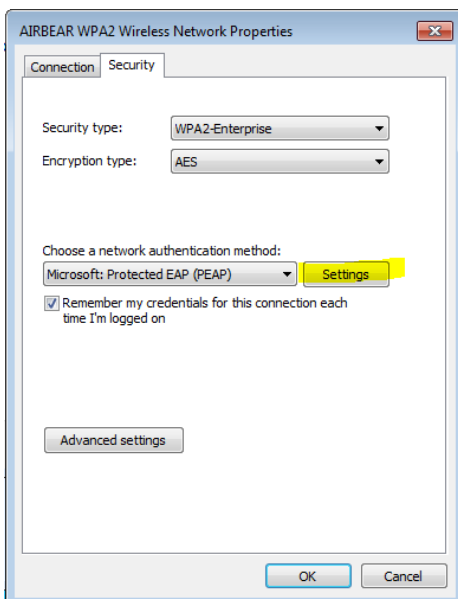 AIRBEAR WPA2 Wireless Network Properties
Connection Security
Security type: WPA2-Enterprise
Encryption type: AES
Choose a network authentication method:
Microsoft: Protected EAP (PEAP) Settings
Remember my credentials for this connection each
time I'm logged on
Advanced settings
OK Cancel